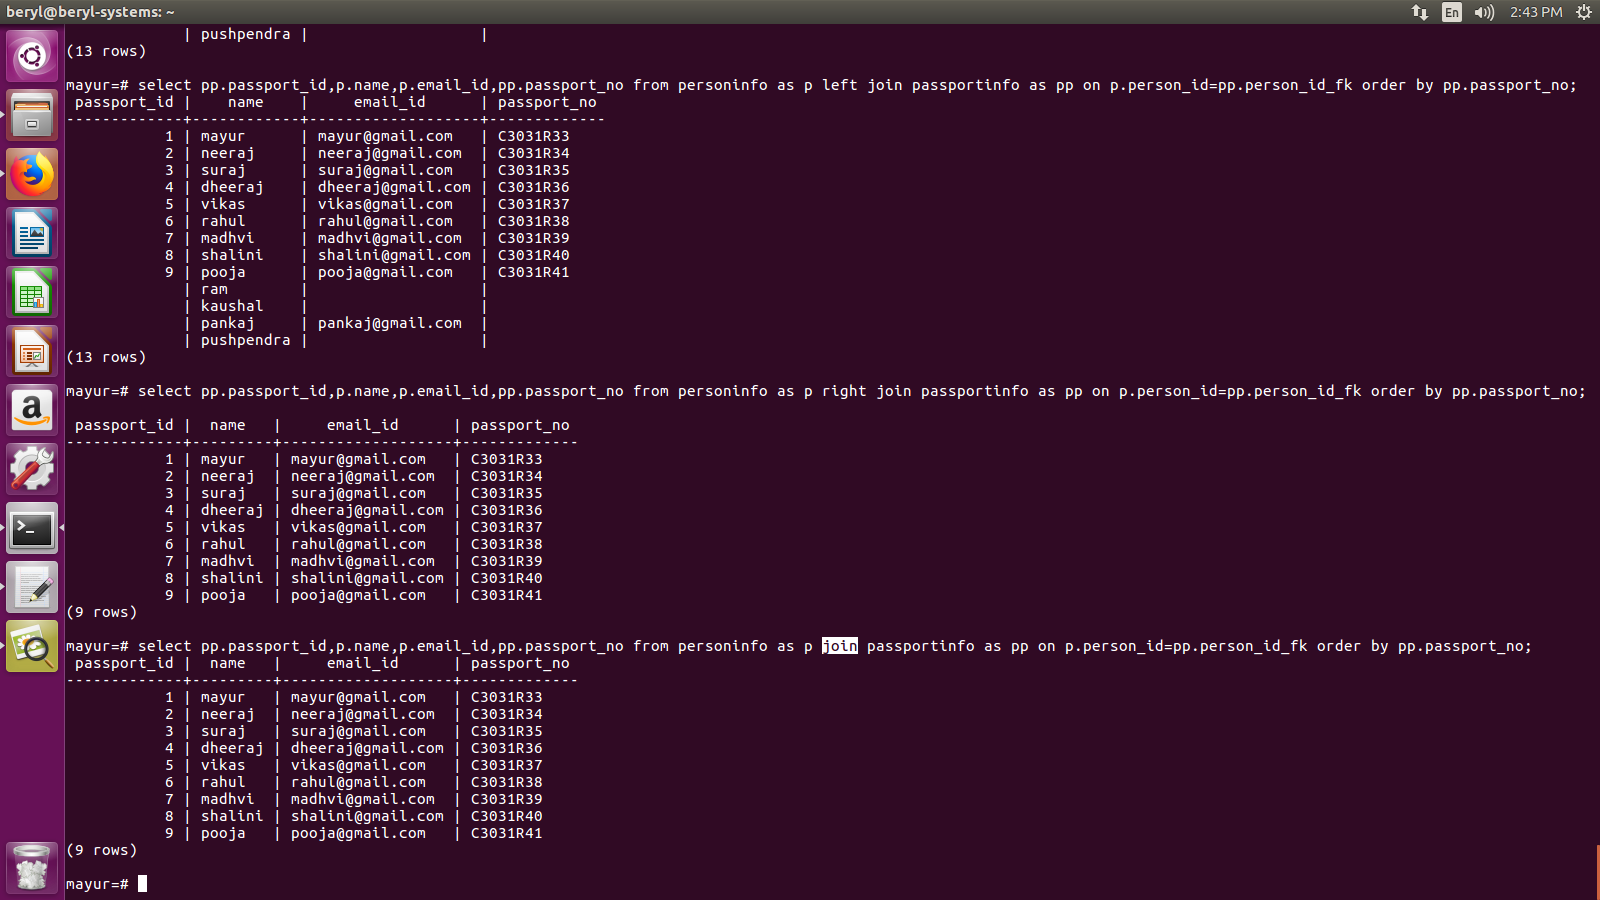 beryl@beryl-systems: ~ En 2:43 PM
          | pushpendra |                   |
(13 rows)
mayur=# select pp.passport_id,p.name,p.email_id,pp.passport_no from personinfo as p left join passportinfo as pp on p.person_id=pp.person_id_fk order by pp.passport_no;
 passport_id |    name    |     email_id      | passport_no
-------------+------------+-------------------+-------------
           1 | mayur      | mayur@gmail.com   | C3031R33
           2 | neeraj     | neeraj@gmail.com  | C3031R34
           3 | suraj      | suraj@gmail.com   | C3031R35
           4 | dheeraj    | dheeraj@gmail.com | C3031R36
           5 | vikas      | vikas@gmail.com   | C3031R37
           6 | rahul      | rahul@gmail.com   | C3031R38
           7 | madhvi     | madhvi@gmail.com  | C3031R39
           8 | shalini    | shalini@gmail.com | C3031R40
           9 | pooja      | pooja@gmail.com   | C3031R41
             | ram        |                   |
             | kaushal    |                   |
             | pankaj     | pankaj@gmail.com  |
             | pushpendra |                   |
(13 rows)
mayur=# select pp.passport_id,p.name,p.email_id,pp.passport_no from personinfo as p right join passportinfo as pp on p.person_id=pp.person_id_fk order by pp.passport_no;
 passport_id |  name   |     email_id      | passport_no
-------------+---------+-------------------+-------------
           1 | mayur   | mayur@gmail.com   | C3031R33
           2 | neeraj  | neeraj@gmail.com  | C3031R34
           3 | suraj   | suraj@gmail.com   | C3031R35
           4 | dheeraj | dheeraj@gmail.com | C3031R36
           5 | vikas   | vikas@gmail.com   | C3031R37
           6 | rahul   | rahul@gmail.com   | C3031R38
           7 | madhvi  | madhvi@gmail.com  | C3031R39
           8 | shalini | shalini@gmail.com | C3031R40
           9 | pooja   | pooja@gmail.com   | C3031R41
(9 rows)
mayur=# select pp.passport_id,p.name,p.email_id,pp.passport_no from personinfo as p join passportinfo as pp on p.person_id=pp.person_id_fk order by pp.passport_no;
 passport_id |  name   |     email_id      | passport_no
-------------+---------+-------------------+-------------
           1 | mayur   | mayur@gmail.com   | C3031R33
           2 | neeraj  | neeraj@gmail.com  | C3031R34
           3 | suraj   | suraj@gmail.com   | C3031R35
           4 | dheeraj | dheeraj@gmail.com | C3031R36
           5 | vikas   | vikas@gmail.com   | C3031R37
           6 | rahul   | rahul@gmail.com   | C3031R38
           7 | madhvi  | madhvi@gmail.com  | C3031R39
           8 | shalini | shalini@gmail.com | C3031R40
           9 | pooja   | pooja@gmail.com   | C3031R41
(9 rows)
mayur=#